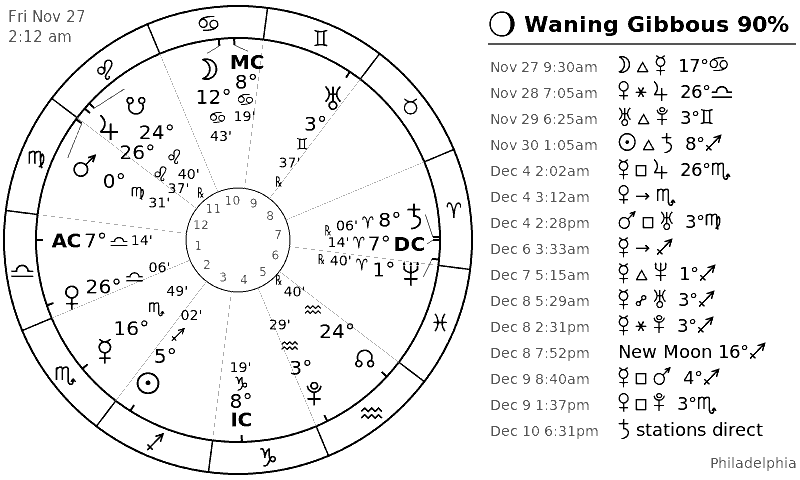 Fri Nov 27
2:12 am
Waning Gibbous 90%
Nov 27 9:30am ☽ △ ☿ 17°♋
Nov 28 7:05am ♀ ⚹ ♃ 26°♎
Nov 29 6:25am ♅ △ ♇ 3°♊
Nov 30 1:05am ☉ △ ♄ 8°♐
Dec 4 2:02am ☿ □ ♃ 26°♏
Dec 4 3:12am ♀ → ♏
Dec 4 2:28pm ♂ □ ♅ 3°♍
Dec 6 3:33am ☿ → ♐
Dec 7 5:15am ☿ △ ♆ 1°♐
Dec 8 5:29am ☿ ☍ ♅ 3°♐
Dec 8 2:31pm ☿ ⚹ ♇ 3°♐
Dec 8 7:52pm New Moon 16°♐
Dec 9 8:40am ☿ □ ♂ 4°♐
Dec 9 1:37pm ♀ □ ♇ 3°♏
Dec 10 6:31pm ♄ stations direct
Philadelphia
♋
♊
♉
♈
♓
♒
♑
♐
♏
♎
♍
♌
☽ 12° ♋ 43'
MC 8° ♋ 19'
♅ 3° ♊ 37' ℞
☋ 24° ♌ 40' ℞
♃ 26° ♌ 37'
♂ 0° ♍ 31'
AC 7° ♎ 14'
♀ 26° ♎ 06'
☿ 16° ♏ 49'
☉ 5° ♐ 02'
IC 8° ♑ 19'
♇ 3° ♒ 29'
☊ 24° ♒ 40' ℞
℞ 40' ♈ 1° ♆
14' ♈ 7° DC
℞ 06' ♈ 8° ♄
1
2
3
4
5
6
7
8
9
10
11
12